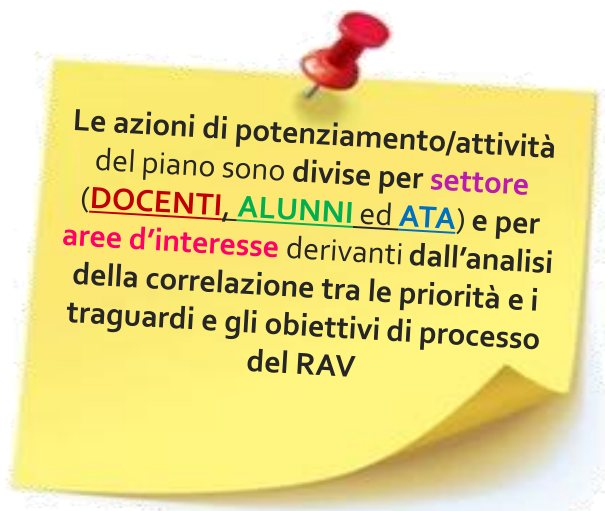 Le azioni di potenziamento/attività
del piano sono divise per settore
(DOCENTI, ALUNNI ed ATA) e per
aree d’interesse derivanti dall’analisi
della correlazione tra le priorità e i
traguardi e gli obiettivi di processo
del RAV